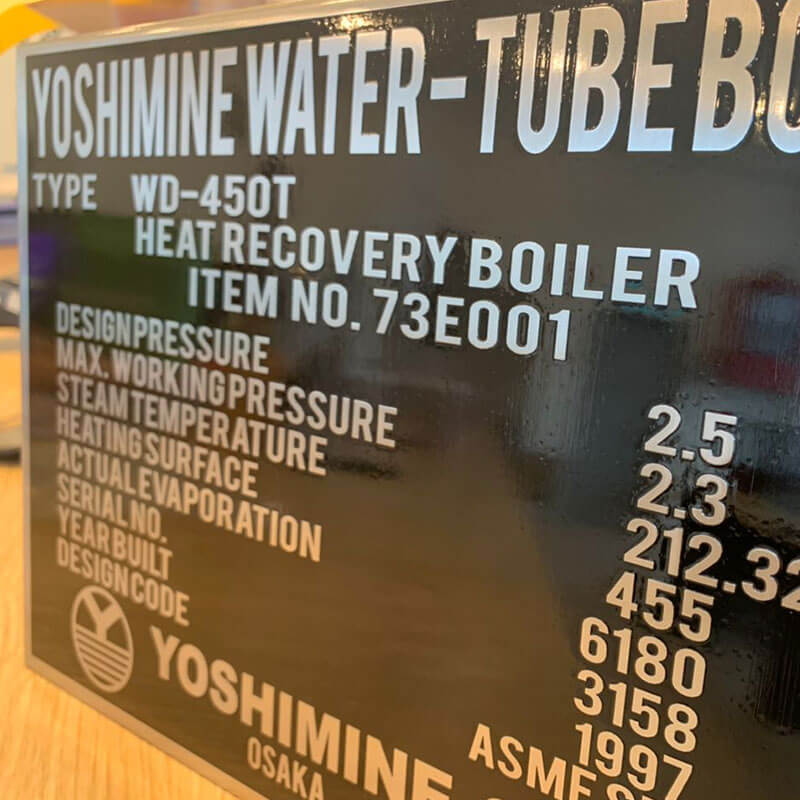 YOSHIMINE WATER-TUBE BO
TYPE WD-450T
HEAT RECOVERY BOILER
ITEM NO. 73E001
DESIGN PRESSURE 2.5
MAX. WORKING PRESSURE 2.3
STEAM TEMPERATURE 212.32
HEATING SURFACE 455
ACTUAL EVAPORATION 6180
SERIAL NO. 3158
YEAR BUILT 1997
DESIGN CODE ASME
YOSHIMINE
OSAKA